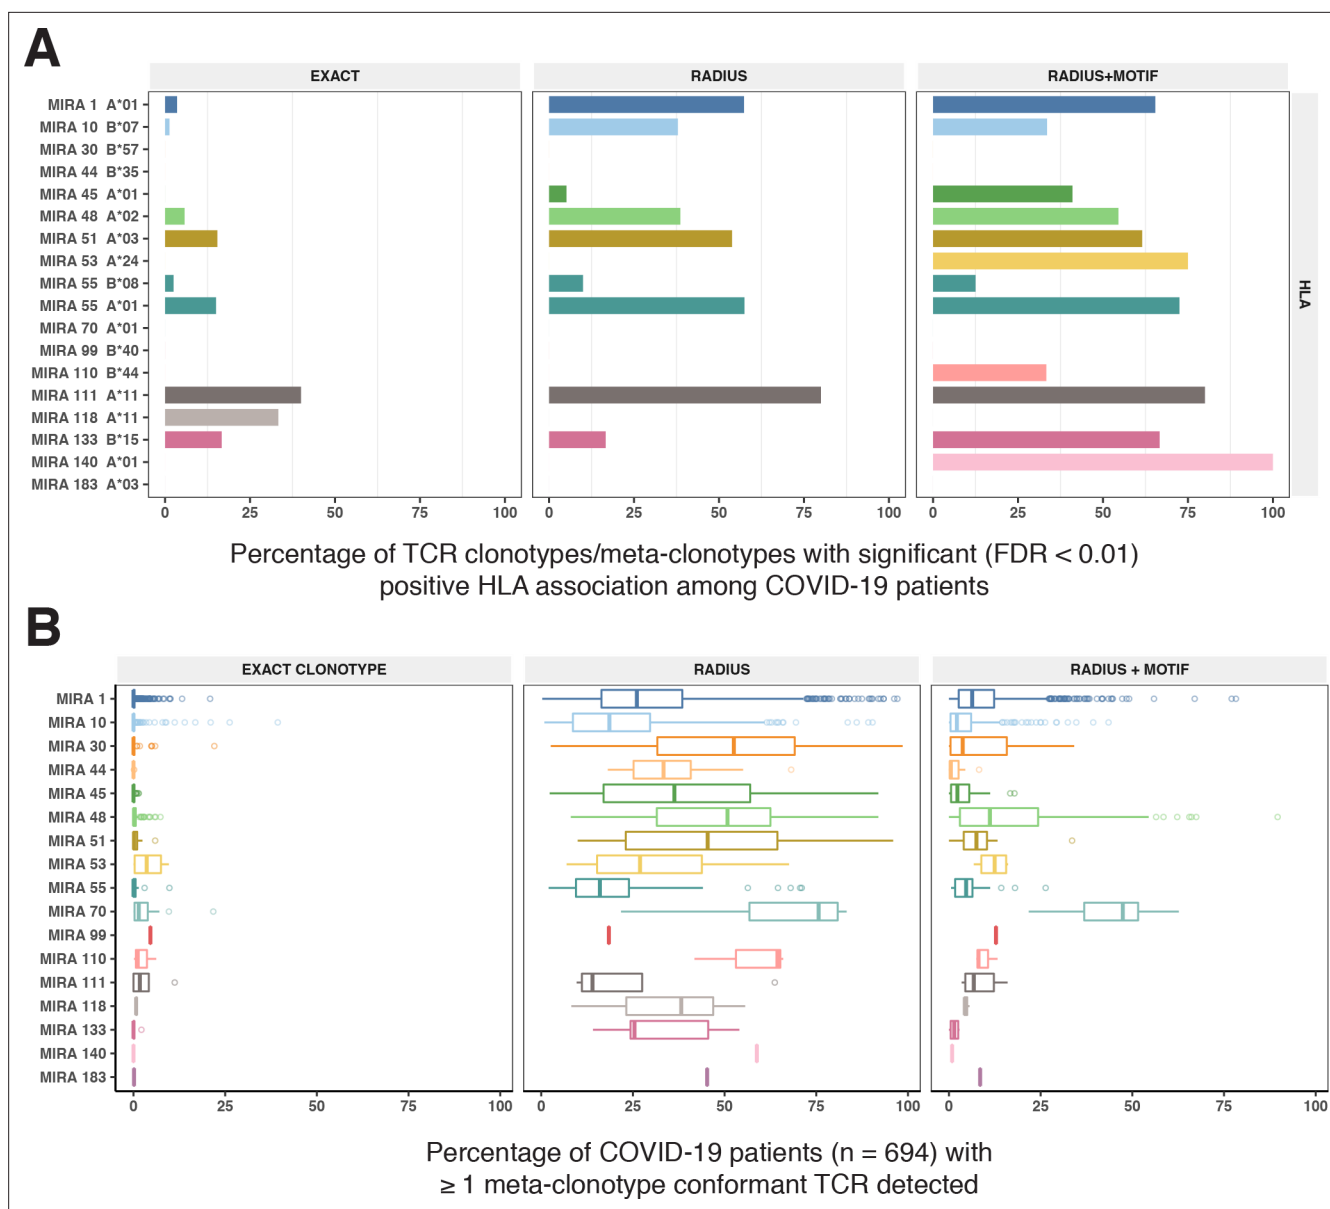 A
EXACT
RADIUS
RADIUS+MOTIF
MIRA 1 A*01
MIRA 10 B*07
MIRA 30 B*57
MIRA 44 B*35
MIRA 45 A*01
MIRA 48 A*02
MIRA 51 A*03
MIRA 53 A*24
MIRA 55 B*08
MIRA 55 A*01
MIRA 70 A*01
MIRA 99 B*40
MIRA 110 B*44
MIRA 111 A*11
MIRA 118 A*11
MIRA 133 B*15
MIRA 140 A*01
MIRA 183 A*03
HLA
0 25 50 75 100
0 25 50 75 100
0 25 50 75 100
Percentage of TCR clonotypes/meta-clonotypes with significant (FDR < 0.01)
positive HLA association among COVID-19 patients
B
EXACT CLONOTYPE
RADIUS
RADIUS + MOTIF
MIRA 1
MIRA 10
MIRA 30
MIRA 44
MIRA 45
MIRA 48
MIRA 51
MIRA 53
MIRA 55
MIRA 70
MIRA 99
MIRA 110
MIRA 111
MIRA 118
MIRA 133
MIRA 140
MIRA 183
0 25 50 75 100
0 25 50 75 100
0 25 50 75 100
Percentage of COVID-19 patients (n = 694) with
≥ 1 meta-clonotype conformant TCR detected